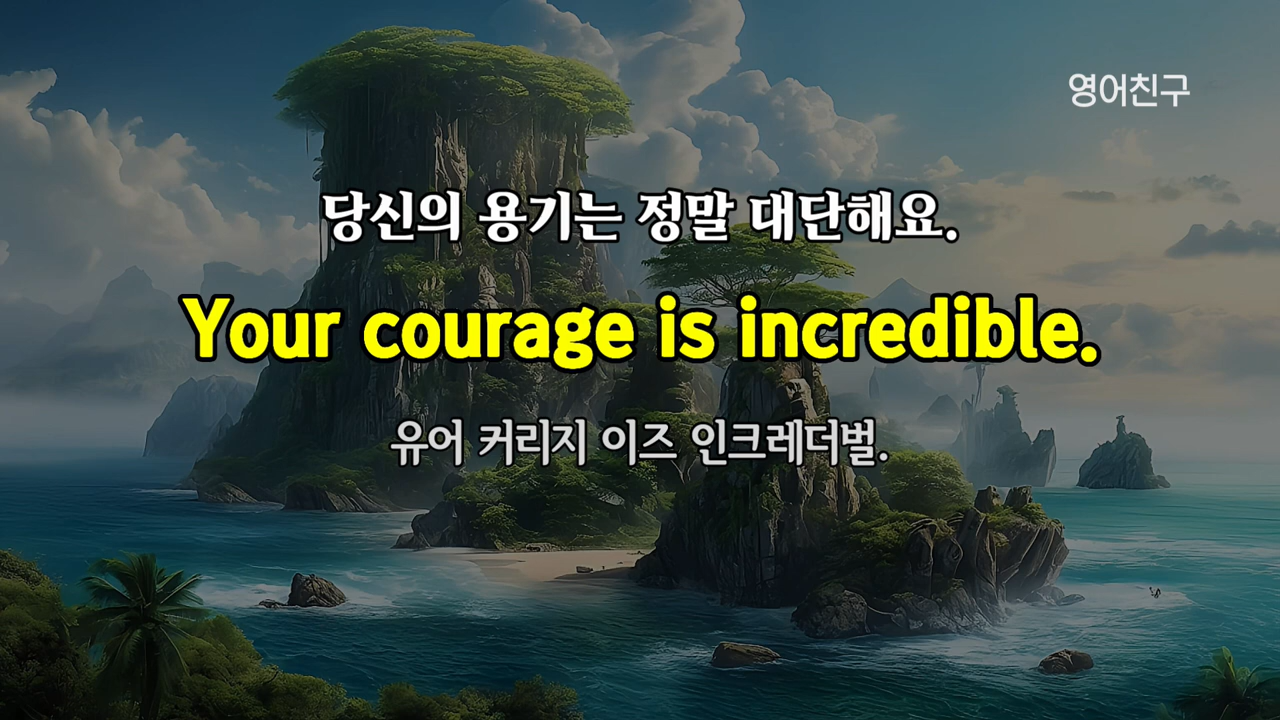 영어친구
당신의 용기는 정말 대단해요.
Your courage is incredible.
유어 커리지 이즈 인크레더벌.